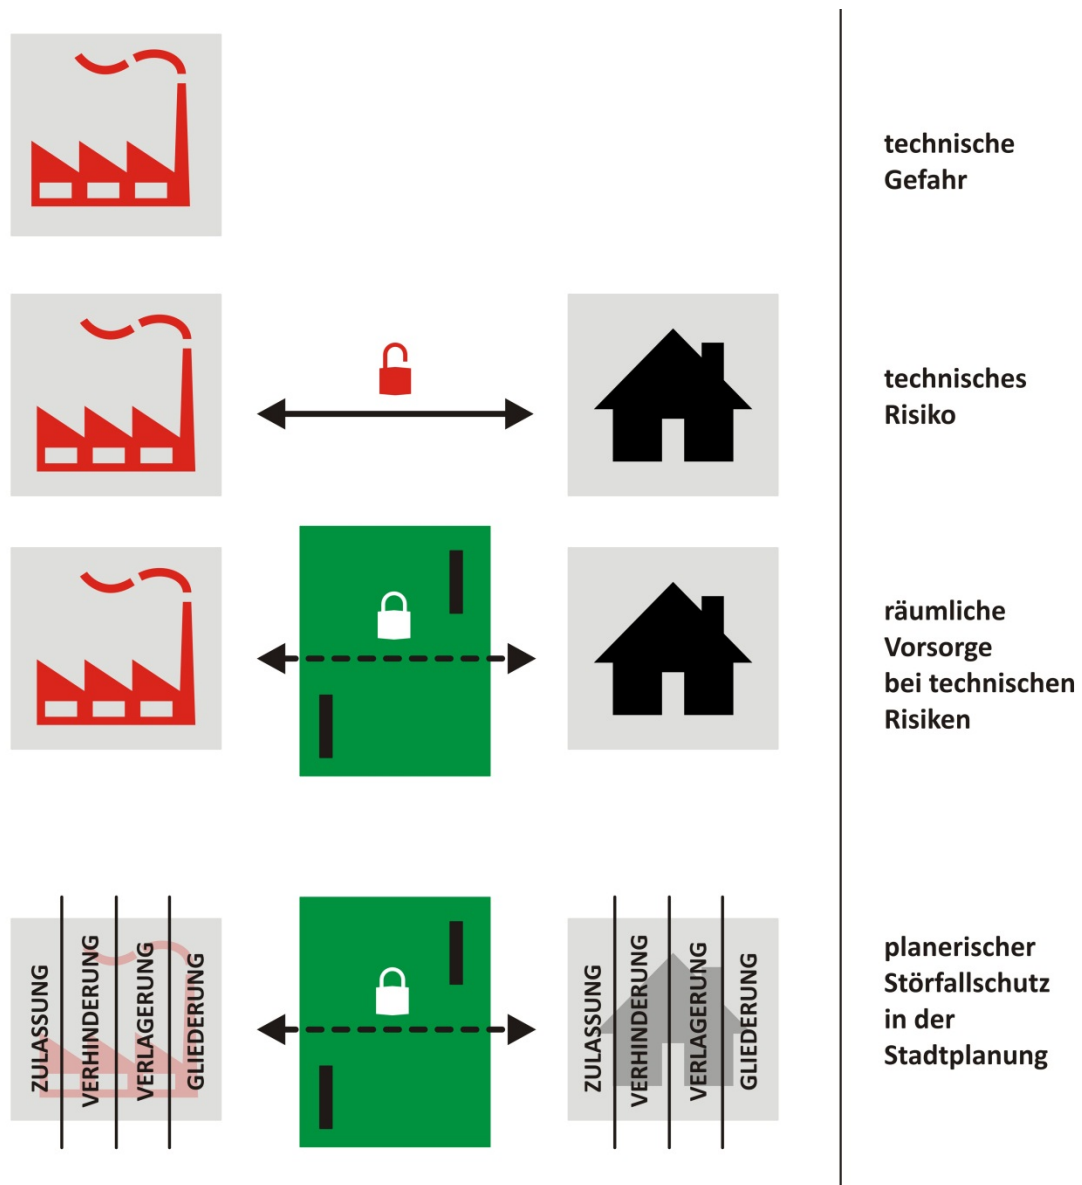 technische
Gefahr
technisches
Risiko
räumliche
Vorsorge
bei technischen
Risiken
ZULASSUNG
VERHINDERUNG
VERLAGERUNG
GLIEDERUNG
ZULASSUNG
VERHINDERUNG
VERLAGERUNG
GLIEDERUNG
planerischer
Störfallschutz
in der
Stadtplanung